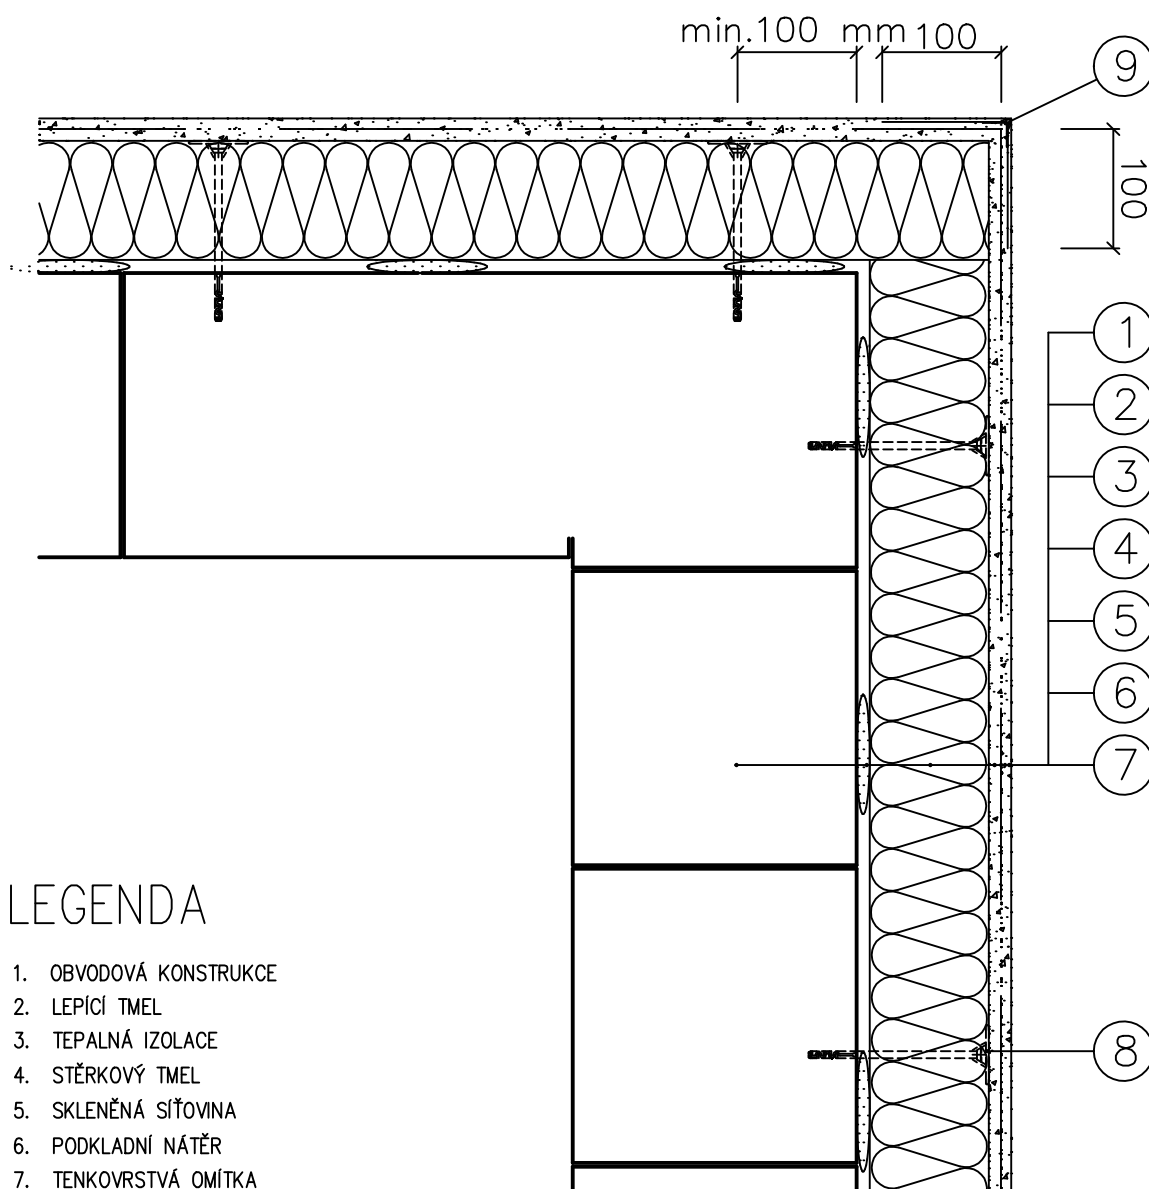 min.100 mm 100
9
100
1
2
3
4
5
6
7
8
LEGENDA
1. OBVODOVÁ KONSTRUKCE
2. LEPÍCÍ TMEL
3. TEPALNÁ IZOLACE
4. STĚRKOVÝ TMEL
5. SKLENĚNÁ SÍŤOVINA
6. PODKLADNÍ NÁTĚR
7. TENKOVRSTVÁ OMÍTKA